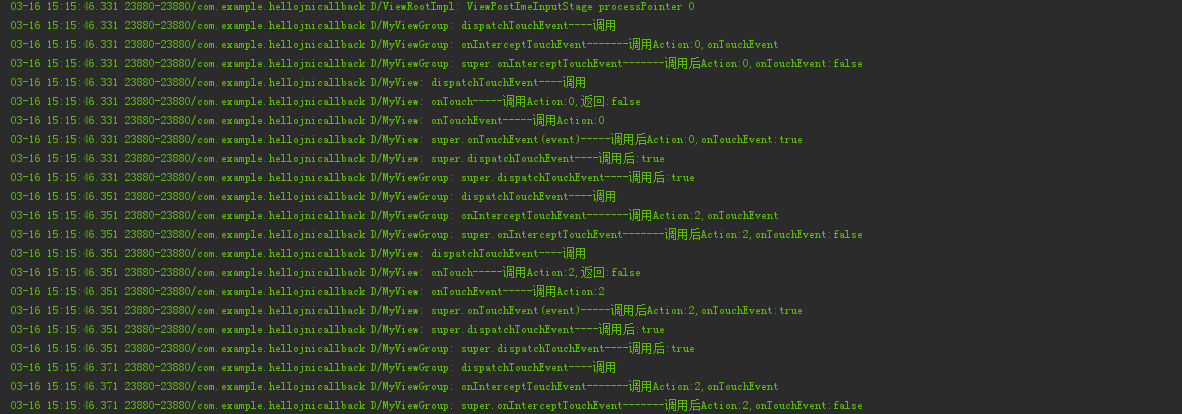 03-16 15:15:46.331 23880-23880/com.example.hellojnicallback D/ViewRootImpl: ViewPostImeInputStage processPointer 0
03-16 15:15:46.331 23880-23880/com.example.hellojnicallback D/MyViewGroup: dispatchTouchEvent----调用
03-16 15:15:46.331 23880-23880/com.example.hellojnicallback D/MyViewGroup: onInterceptTouchEvent-------调用Action:0,onTouchEvent
03-16 15:15:46.331 23880-23880/com.example.hellojnicallback D/MyViewGroup: super.onInterceptTouchEvent-------调用后Action:0,onTouchEvent:false
03-16 15:15:46.331 23880-23880/com.example.hellojnicallback D/MyView: dispatchTouchEvent----调用
03-16 15:15:46.331 23880-23880/com.example.hellojnicallback D/MyView: onTouch-----调用Action:0,返回:false
03-16 15:15:46.331 23880-23880/com.example.hellojnicallback D/MyView: onTouchEvent-----调用Action:0
03-16 15:15:46.331 23880-23880/com.example.hellojnicallback D/MyView: super.onTouchEvent(event)-----调用后Action:0,onTouchEvent:true
03-16 15:15:46.331 23880-23880/com.example.hellojnicallback D/MyView: super.dispatchTouchEvent----调用后:true
03-16 15:15:46.331 23880-23880/com.example.hellojnicallback D/MyViewGroup: super.dispatchTouchEvent----调用后:true
03-16 15:15:46.351 23880-23880/com.example.hellojnicallback D/MyViewGroup: dispatchTouchEvent----调用
03-16 15:15:46.351 23880-23880/com.example.hellojnicallback D/MyViewGroup: onInterceptTouchEvent-------调用Action:2,onTouchEvent
03-16 15:15:46.351 23880-23880/com.example.hellojnicallback D/MyViewGroup: super.onInterceptTouchEvent-------调用后Action:2,onTouchEvent:false
03-16 15:15:46.351 23880-23880/com.example.hellojnicallback D/MyView: dispatchTouchEvent----调用
03-16 15:15:46.351 23880-23880/com.example.hellojnicallback D/MyView: onTouch-----调用Action:2,返回:false
03-16 15:15:46.351 23880-23880/com.example.hellojnicallback D/MyView: onTouchEvent-----调用Action:2
03-16 15:15:46.351 23880-23880/com.example.hellojnicallback D/MyView: super.onTouchEvent(event)-----调用后Action:2,onTouchEvent:true
03-16 15:15:46.351 23880-23880/com.example.hellojnicallback D/MyView: super.dispatchTouchEvent----调用后:true
03-16 15:15:46.351 23880-23880/com.example.hellojnicallback D/MyViewGroup: super.dispatchTouchEvent----调用后:true
03-16 15:15:46.371 23880-23880/com.example.hellojnicallback D/MyViewGroup: dispatchTouchEvent----调用
03-16 15:15:46.371 23880-23880/com.example.hellojnicallback D/MyViewGroup: onInterceptTouchEvent-------调用Action:2,onTouchEvent
03-16 15:15:46.371 23880-23880/com.example.hellojnicallback D/MyViewGroup: super.onInterceptTouchEvent-------调用后Action:2,onTouchEvent:false